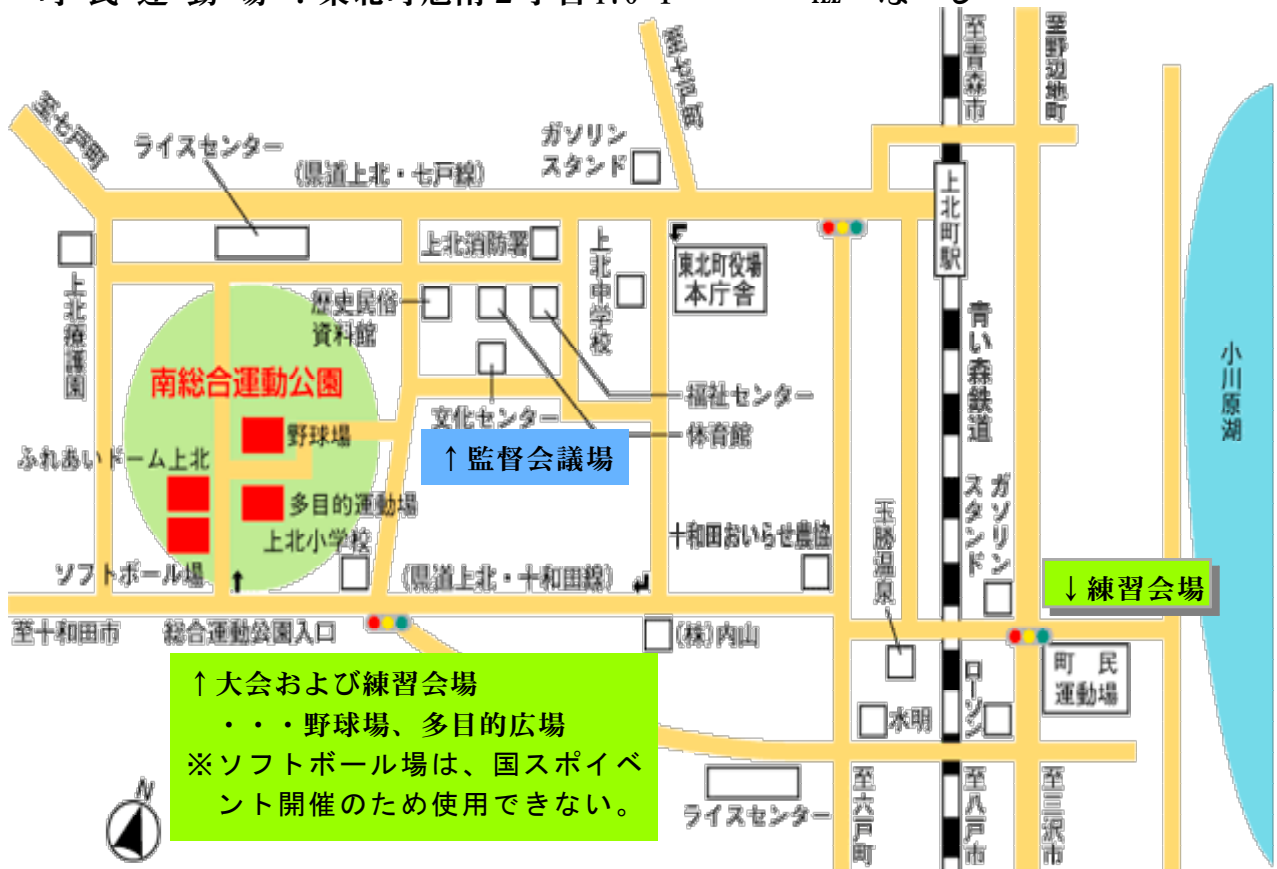 至青森市
至野辺地町
至七戸町
至七戸町
ライスセンター
ガソリン
スタンド
(県道上北・七戸線)
上北町駅
上北消防署
上北中学校
東北町役場
本庁舎
上北療護園
歴史民俗
資料館
青い森鉄道
小川原湖
南総合運動公園
福祉センター
文化センター
体育館
野球場
↑監督会議場
ふれあいドーム上北
多目的運動場
ガソリン
スタンド
玉勝温泉
十和田おいらせ農協
上北小学校
ソフトボール場
(県道上北・十和田線)
↓練習会場
至十和田市
総合運動公園入口
(株)内山
町民
運動場
ローソン
水明
↑大会および練習会場
・・・野球場、多目的広場
※ソフトボール場は、国スポイベ
ント開催のため使用できない。
N
ライスセンター
至六戸町
至八戸市
至三沢市